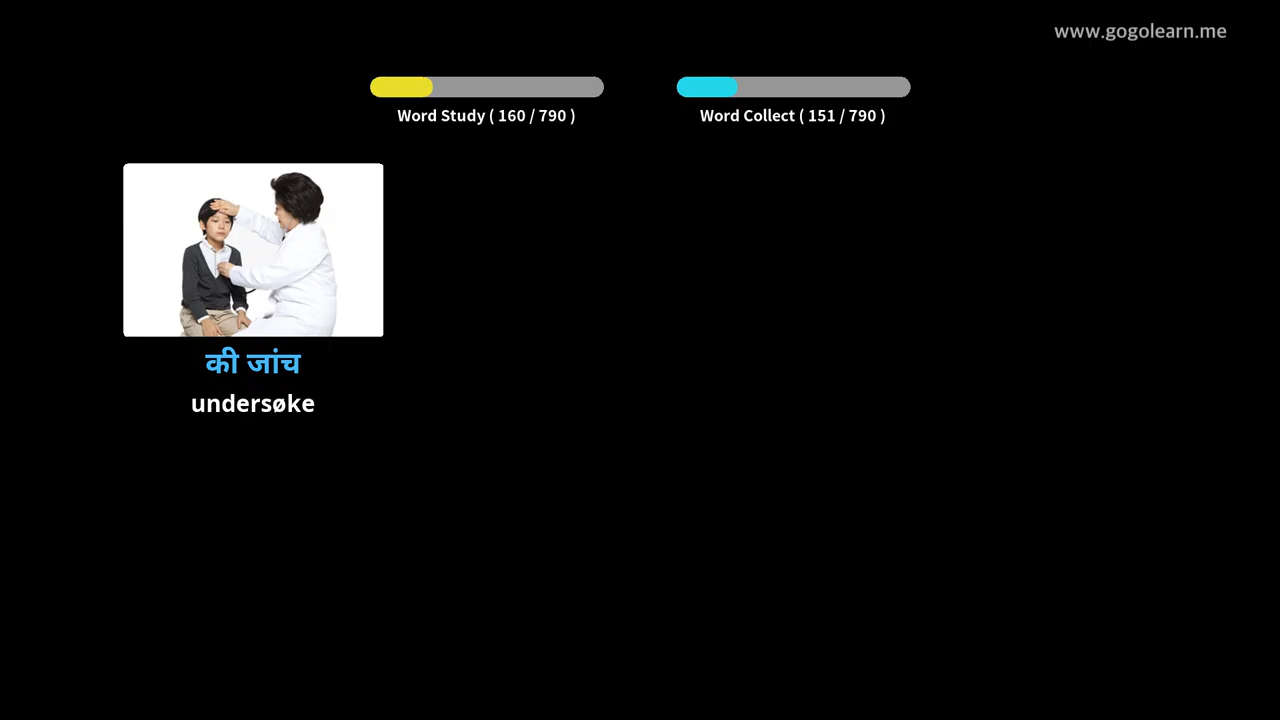 www.gogolearn.me
Word Study ( 160 / 790 )
Word Collect ( 151 / 790 )
की जांच
undersøke